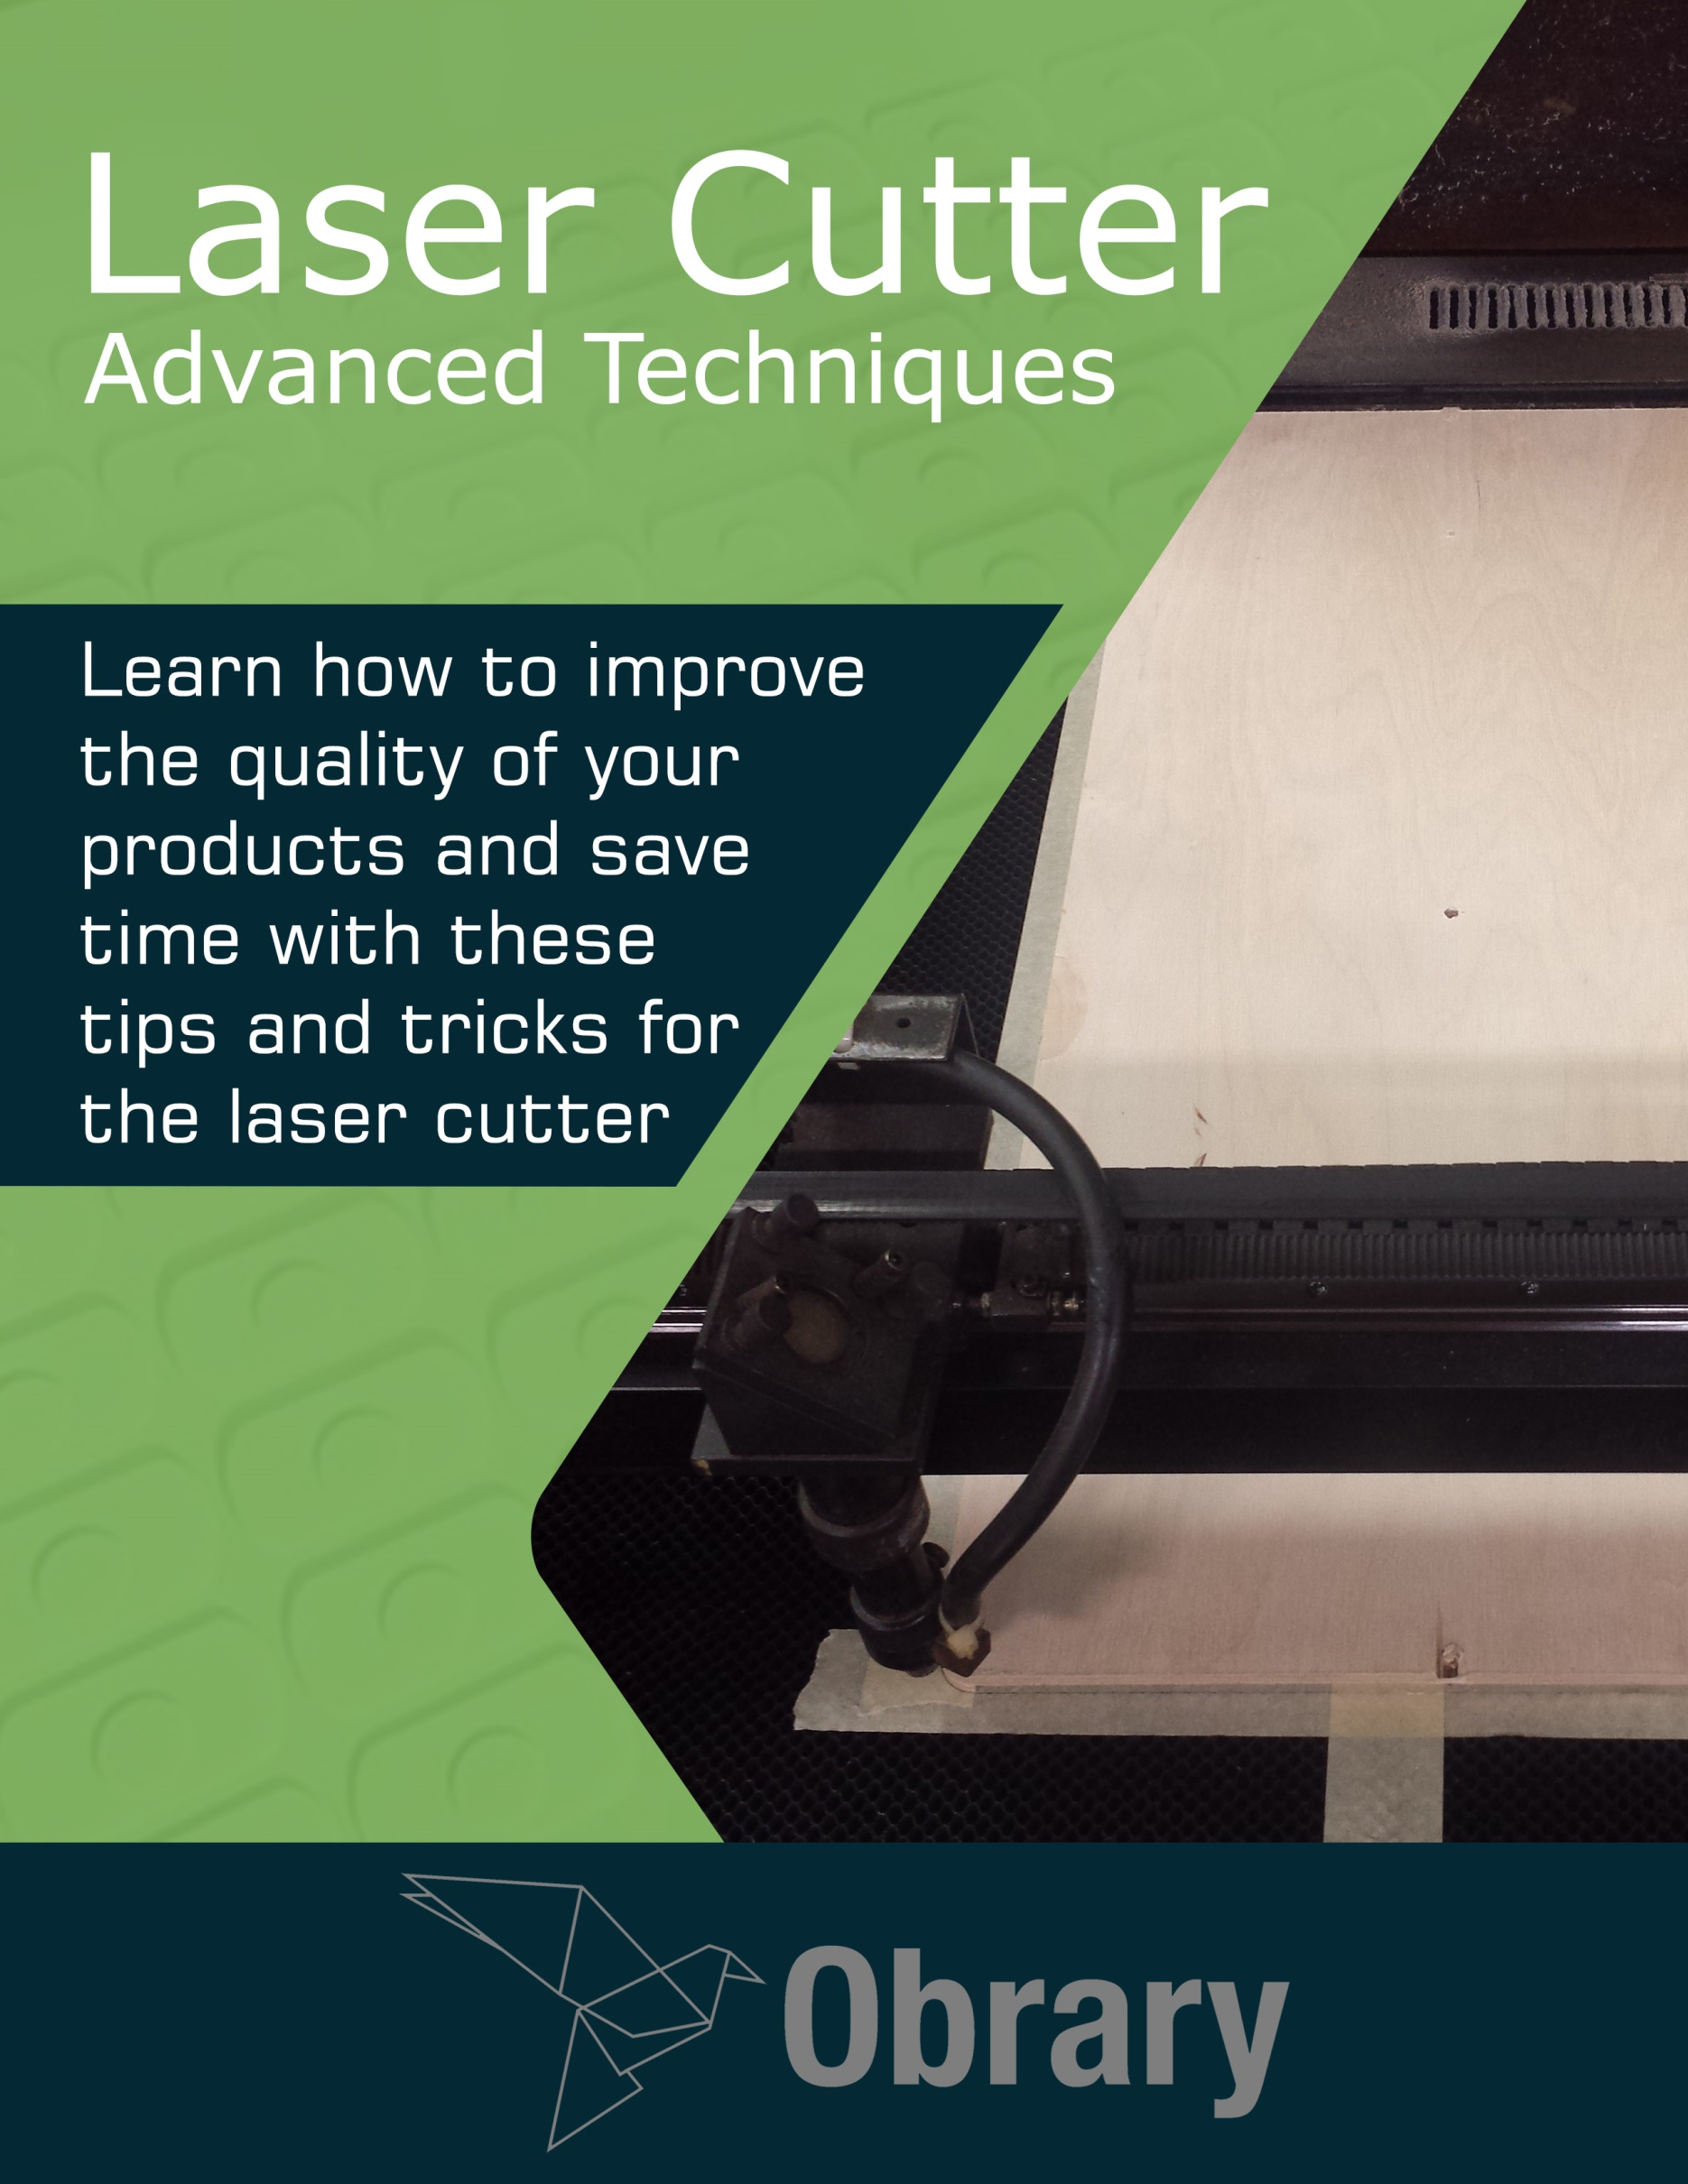 Laser Cutter
Advanced Techniques
Learn how to improve
the quality of your
products and save
time with these
tips and tricks for
the laser cutter
Obrary